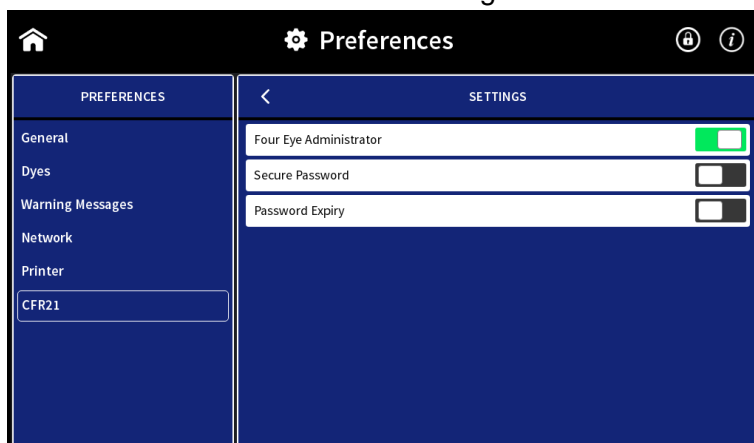 Preferences
PREFERENCES
General
Dyes
Warning Messages
Network
Printer
CFR21
SETTINGS
Four Eye Administrator
Secure Password
Password Expiry